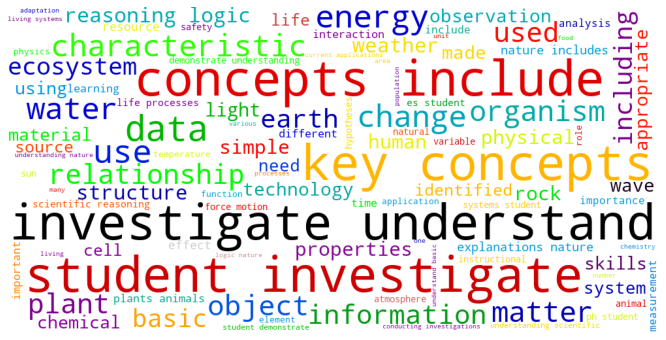 adaptation
living systems
reasoning logic
resource
safety
life
energy
interaction
observation
include
used
analysis
unit
food
including
appropriate
physics
characteristic
demonstrate understanding
weather
current applications
area
made
nature includes
ecosystem
concepts include
using
learning
life processes
population
es student
water
light
earth
change
organism
material
data
various
different
hypotheses
human
physical
natural
variable
role
source
simple
understanding nature
use
temperature
key concepts
sun
relationship
need
processes
many
structure
technology
identified
rock
wave
function
scientific reasoning
force motion
time
application
systems student
importance
investigate understand
important
living
cell
effect
logic nature
properties
one
understand basic
explanations nature
chemistry
instructional
skills
student investigate
system
measurement
number
plant
plants animals
object
atmosphere
matter
animal
chemical
basic
element
information
ph student
student demonstrate
conducting investigations
understanding scientific